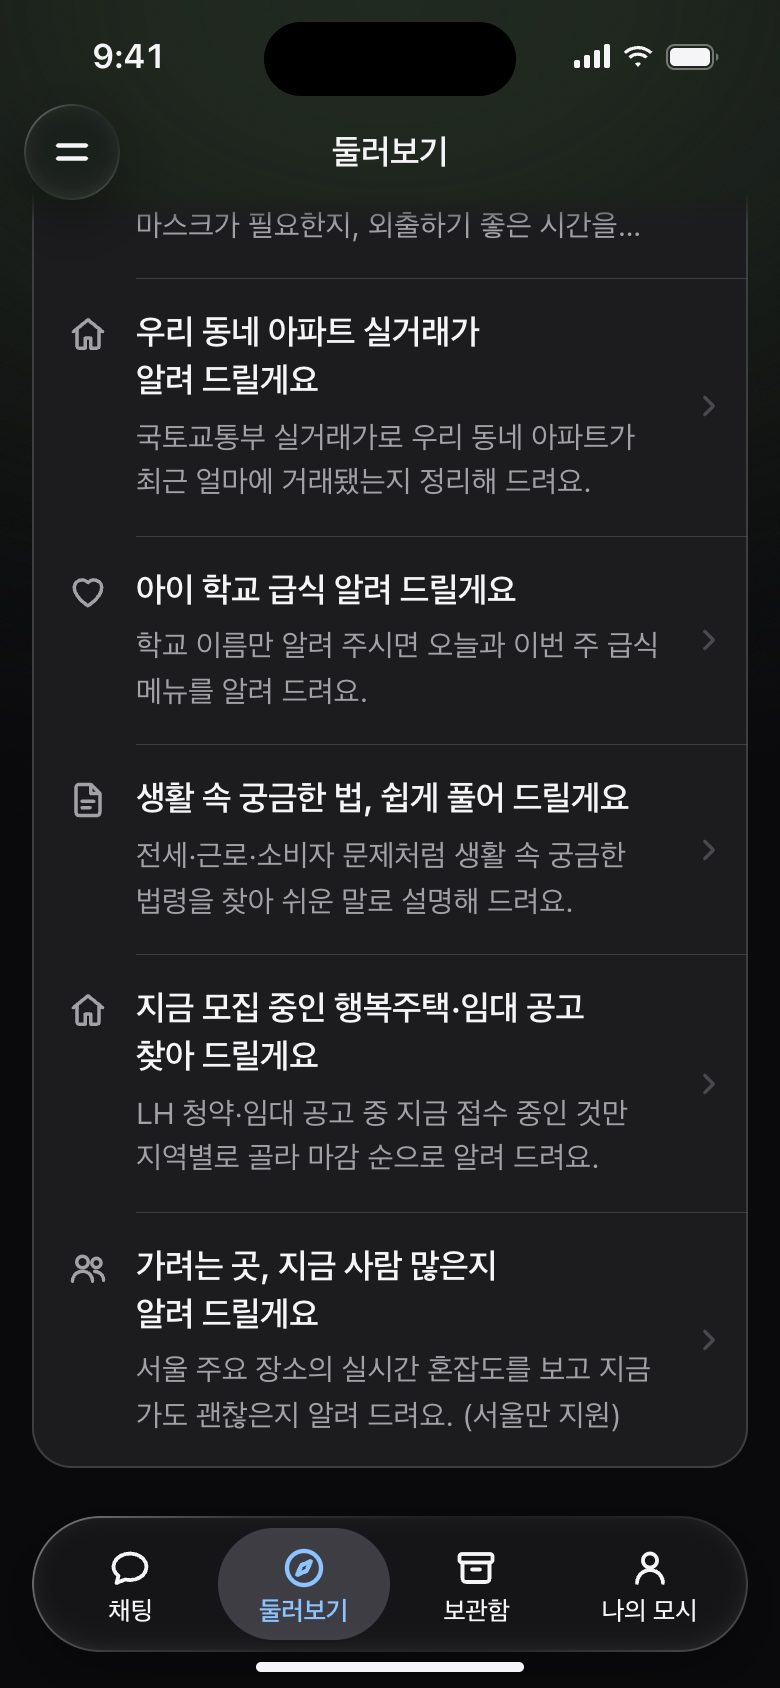 9:41
둘러보기
마스크가 필요한지, 외출하기 좋은 시간을...
우리 동네 아파트 실거래가
알려 드릴게요
국토교통부 실거래가로 우리 동네 아파트가
최근 얼마에 거래됐는지 정리해 드려요.
아이 학교 급식 알려 드릴게요
학교 이름만 알려 주시면 오늘과 이번 주 급식
메뉴를 알려 드려요.
생활 속 궁금한 법, 쉽게 풀어 드릴게요
전세·근로·소비자 문제처럼 생활 속 궁금한
법령을 찾아 쉬운 말로 설명해 드려요.
지금 모집 중인 행복주택·임대 공고
찾아 드릴게요
LH 청약·임대 공고 중 지금 접수 중인 것만
지역별로 골라 마감 순으로 알려 드려요.
가려는 곳, 지금 사람 많은지
알려 드릴게요
서울 주요 장소의 실시간 혼잡도를 보고 지금
가도 괜찮은지 알려 드려요. (서울만 지원)
채팅
둘러보기
보관함
나의 모시